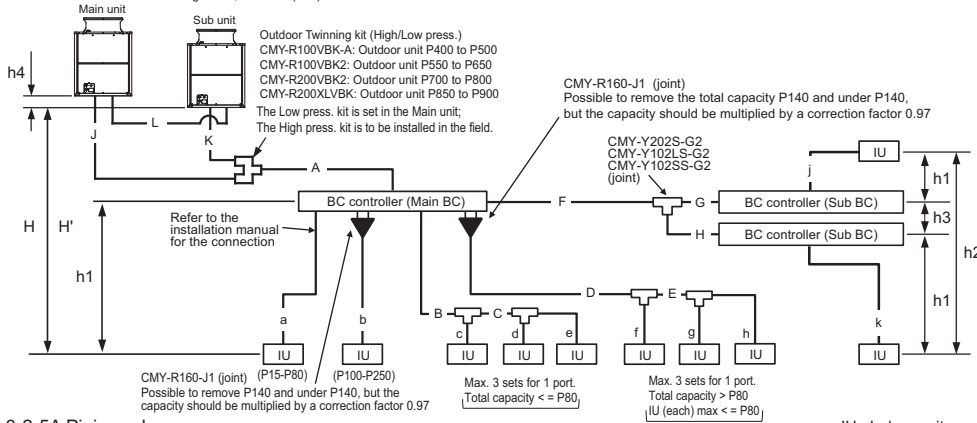 Main unit
Sub unit
Outdoor Twinning kit (High/Low press.)
CMY-R100VBK-A: Outdoor unit P400 to P500
CMY-R100VBK2: Outdoor unit P550 to P650
CMY-R200VBK2: Outdoor unit P700 to P800
CMY-R200XLVBK: Outdoor unit P850 to P900
The Low press. kit is set in the Main unit;
The High press. kit is to be installed in the field.
h4
L
J
K
A
CMY-R160-J1 (joint)
Possible to remove the total capacity P140 and under P140,
but the capacity should be multiplied by a correction factor 0.97
CMY-Y202S-G2
CMY-Y102LS-G2
CMY-Y102SS-G2
(joint)
IU
j
h1
BC controller (Main BC)
F
G
BC controller (Sub BC)
h3
H
BC controller (Sub BC)
h2
H
H'
Refer to the
installation manual
for the connection
h1
h1
D
E
B
C
a
b
c
d
e
f
g
h
k
IU
IU
IU
IU
IU
IU
IU
IU
IU
(P15-P80)
(P100-P250)
CMY-R160-J1 (joint)
Possible to remove P140 and under P140, but the
capacity should be multiplied by a correction factor 0.97
Max. 3 sets for 1 port.
Total capacity < = P80
Max. 3 sets for 1 port.
Total capacity > P80
IU (each) max < = P80